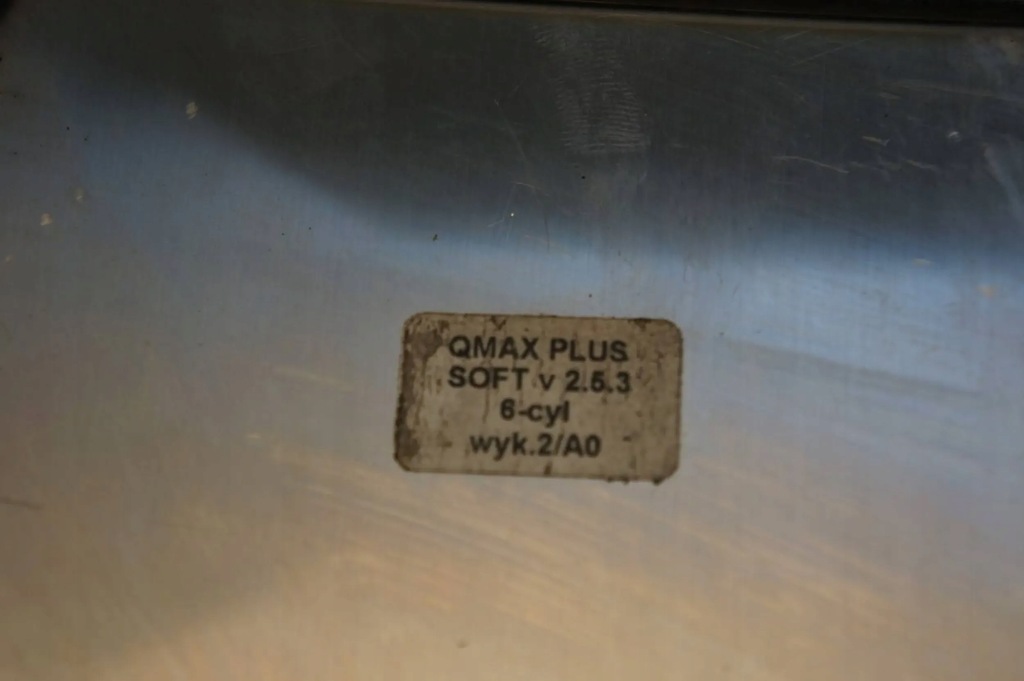 QMAX PLUS
SOFT v 2.5.3
6-cyl
wyk.2/A0